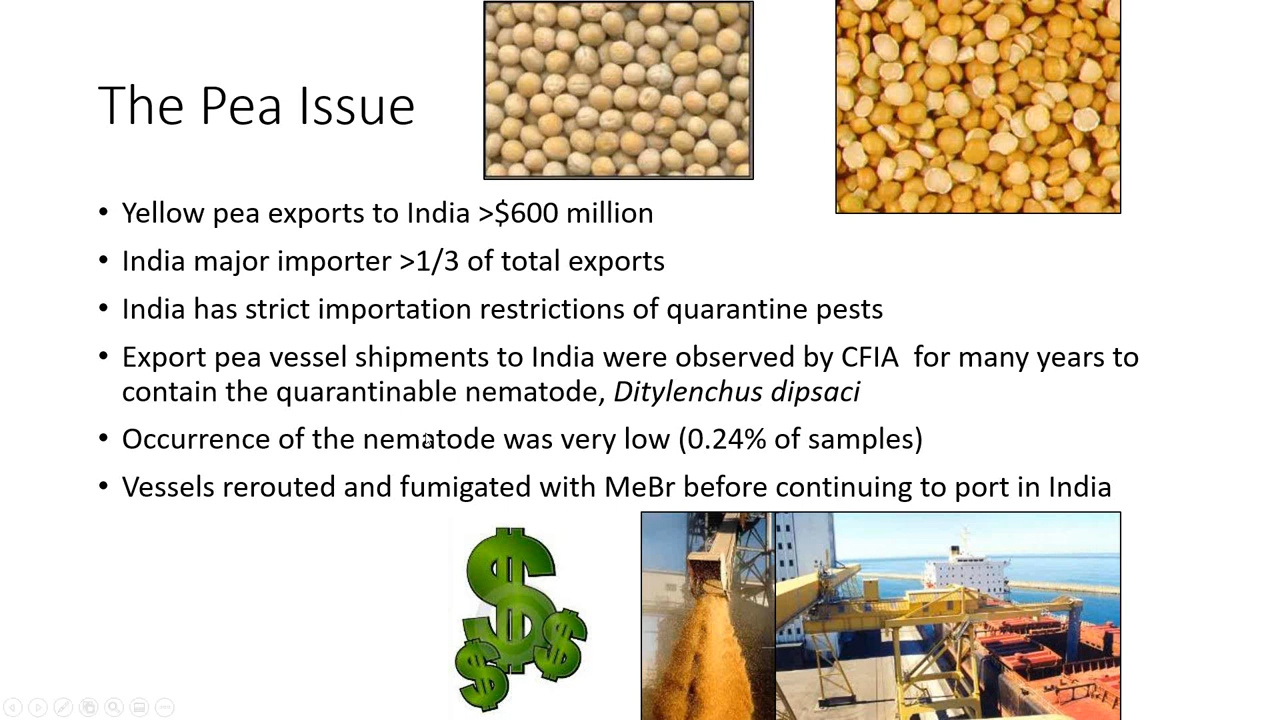 The Pea Issue
• Yellow pea exports to India >$600 million
• India major importer >1/3 of total exports
• India has strict importation restrictions of quarantine pests
• Export pea vessel shipments to India were observed by CFIA  for many years to
contain the quarantinable nematode, Ditylenchus dipsaci
• Occurrence of the nematode was very low (0.24% of samples)
• Vessels rerouted and fumigated with MeBr before continuing to port in India